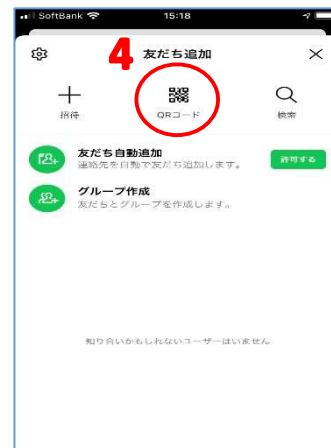 SoftBank 15:18
4 友だち追加
招待 QRコード 検索
友だち自動追加
連絡先を自動で友だち追加します。
許可する
グループ作成
友だちとグループを作成します。
知り合いかもしれないユーザーはいません